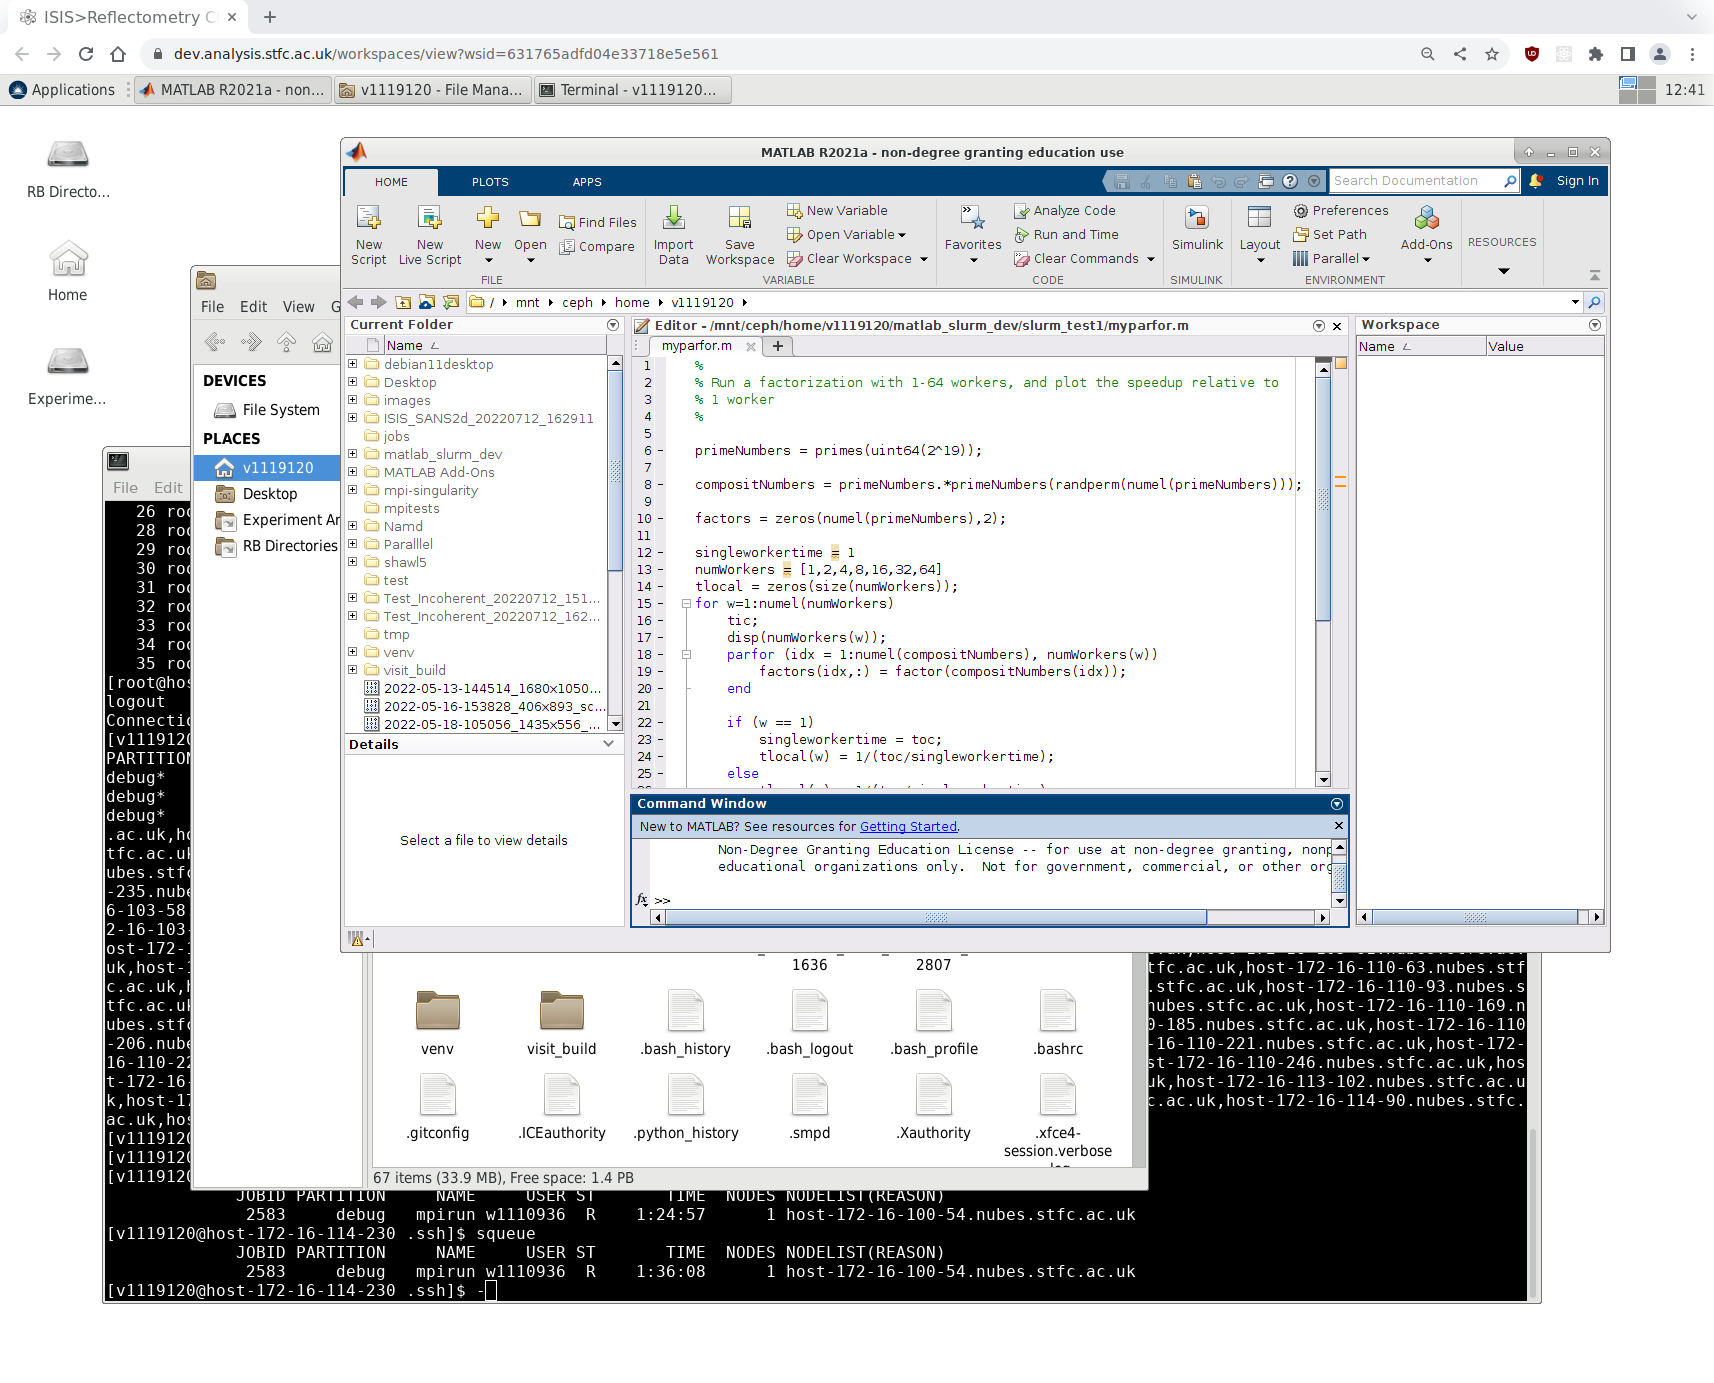 ISIS>Reflectometry C
dev.analysis.stfc.ac.uk/workspaces/view?wsid=631765adfd04e33718e5e561
Applications
MATLAB R2021a - non...
v1119120 - File Mana...
Terminal - v1119120...
12:41
RB Directo...
Home
Experime...
MATLAB R2021a - non-degree granting education use
HOME
PLOTS
APPS
Search Documentation
Sign In
New Script
New Live Script
New
Open
Find Files
Compare
FILE
Import Data
Save Workspace
New Variable
Open Variable
Clear Workspace
VARIABLE
Favorites
Analyze Code
Run and Time
Clear Commands
CODE
Simulink
SIMULINK
Layout
Preferences
Set Path
Parallel
Add-Ons
ENVIRONMENT
RESOURCES
/ mnt ceph home v1119120
Current Folder
Name
debian11desktop
Desktop
images
ISIS_SANS2d_20220712_162911
jobs
matlab_slurm_dev
MATLAB Add-Ons
mpi-singularity
mpitests
Namd
Paralllel
shawl5
test
Test_Incoherent_20220712_151...
Test_Incoherent_20220712_162...
tmp
venv
visit_build
2022-05-13-144514_1680x1050...
2022-05-16-153828_406x893_sc...
2022-05-18-105056_1435x556_...
Details
Select a file to view details
Editor - /mnt/ceph/home/v1119120/matlab_slurm_dev/slurm_test1/myparfor.m
myparfor.m
1 %
2 % Run a factorization with 1-64 workers, and plot the speedup relative to
3 % 1 worker
4 %
5
6 - primeNumbers = primes(uint64(2^19));
7
8 - compositNumbers = primeNumbers.*primeNumbers(randperm(numel(primeNumbers)));
9
10 - factors = zeros(numel(primeNumbers),2);
11
12 - singleworkertime = 1
13 - numWorkers = [1,2,4,8,16,32,64]
14 - tlocal = zeros(size(numWorkers));
15 - for w=1:numel(numWorkers)
16 - tic;
17 - disp(numWorkers(w));
18 - parfor (idx = 1:numel(compositNumbers), numWorkers(w))
19 - factors(idx,:) = factor(compositNumbers(idx));
20 - end
21
22 - if (w == 1)
23 - singleworkertime = toc;
24 - tlocal(w) = 1/(toc/singleworkertime);
25 - else
Command Window
New to MATLAB? See resources for Getting Started.
Non-Degree Granting Education License -- for use at non-degree granting, nonp
educational organizations only. Not for government, commercial, or other org
fx >>
Workspace
Name
Value
File Edit View G
DEVICES
File System
PLACES
v1119120
Desktop
Experiment Ar
RB Directories
1636
2807
venv
visit_build
.bash_history
.bash_logout
.bash_profile
.bashrc
.gitconfig
.ICEauthority
.python_history
.smpd
.Xauthority
.xfce4-
session.verbose
67 items (33.9 MB), Free space: 1.4 PB
File Edit
26 roo
28 roo
29 roo
30 roo
31 roo
32 roo
33 roo
34 roo
35 roo
[root@hos
logout
Connectio
[v1119120
PARTITION
debug*
debug*
debug*
.ac.uk,ho
tfc.ac.uk
ubes.stfc
-235.nube
6-103-58.
2-16-103-
ost-172-1
uk,host-1 tfc.ac.uk,host-172-16-110-63.nubes.stf
c.ac.uk,h .stfc.ac.uk,host-172-16-110-93.nubes.s
tfc.ac.uk nubes.stfc.ac.uk,host-172-16-110-169.n
ubes.stfc 0-185.nubes.stfc.ac.uk,host-172-16-110
-206.nube -16-110-221.nubes.stfc.ac.uk,host-172-
16-110-22 st-172-16-110-246.nubes.stfc.ac.uk,hos
t-172-16- uk,host-172-16-113-102.nubes.stfc.ac.u
k,host-17 c.ac.uk,host-172-16-114-90.nubes.stfc.
ac.uk,hos
[v1119120
[v1119120
[v1119120
JOBID PARTITION NAME USER ST TIME NODES NODELIST(REASON)
2583 debug mpirun w1110936 R 1:24:57 1 host-172-16-100-54.nubes.stfc.ac.uk
[v1119120@host-172-16-114-230 .ssh]$ squeue
JOBID PARTITION NAME USER ST TIME NODES NODELIST(REASON)
2583 debug mpirun w1110936 R 1:36:08 1 host-172-16-100-54.nubes.stfc.ac.uk
[v1119120@host-172-16-114-230 .ssh]$ -